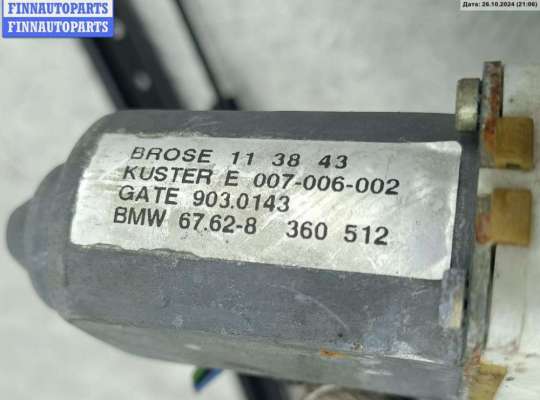 FINNAUTOPARTS
FINNAUTOPARTS
Дата: 26.10.2024 (21:06)
BROSE 11 38 43
KUSTER E 007-006-002
GATE 903.0143
BMW 67.62-8 360 512